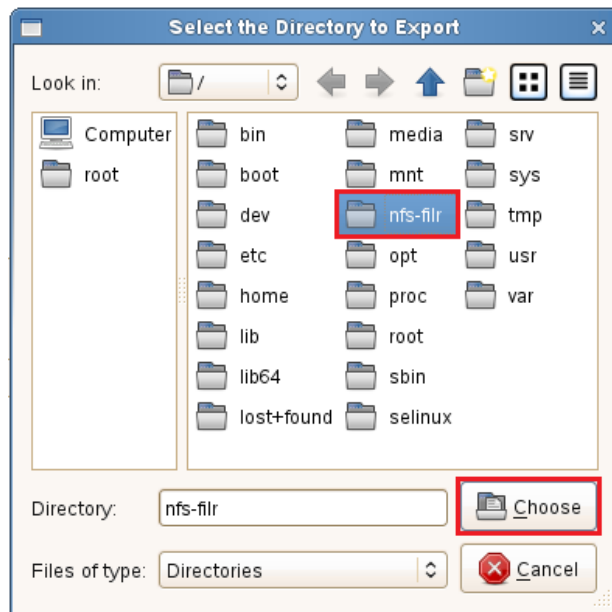 Select the Directory to Export
Look in: /
Computer
root
bin
boot
dev
etc
home
lib
lib64
lost+found
media
mnt
nfs-filr
opt
proc
root
sbin
selinux
srv
sys
tmp
usr
var
Directory: nfs-filr
Choose
Files of type: Directories
Cancel